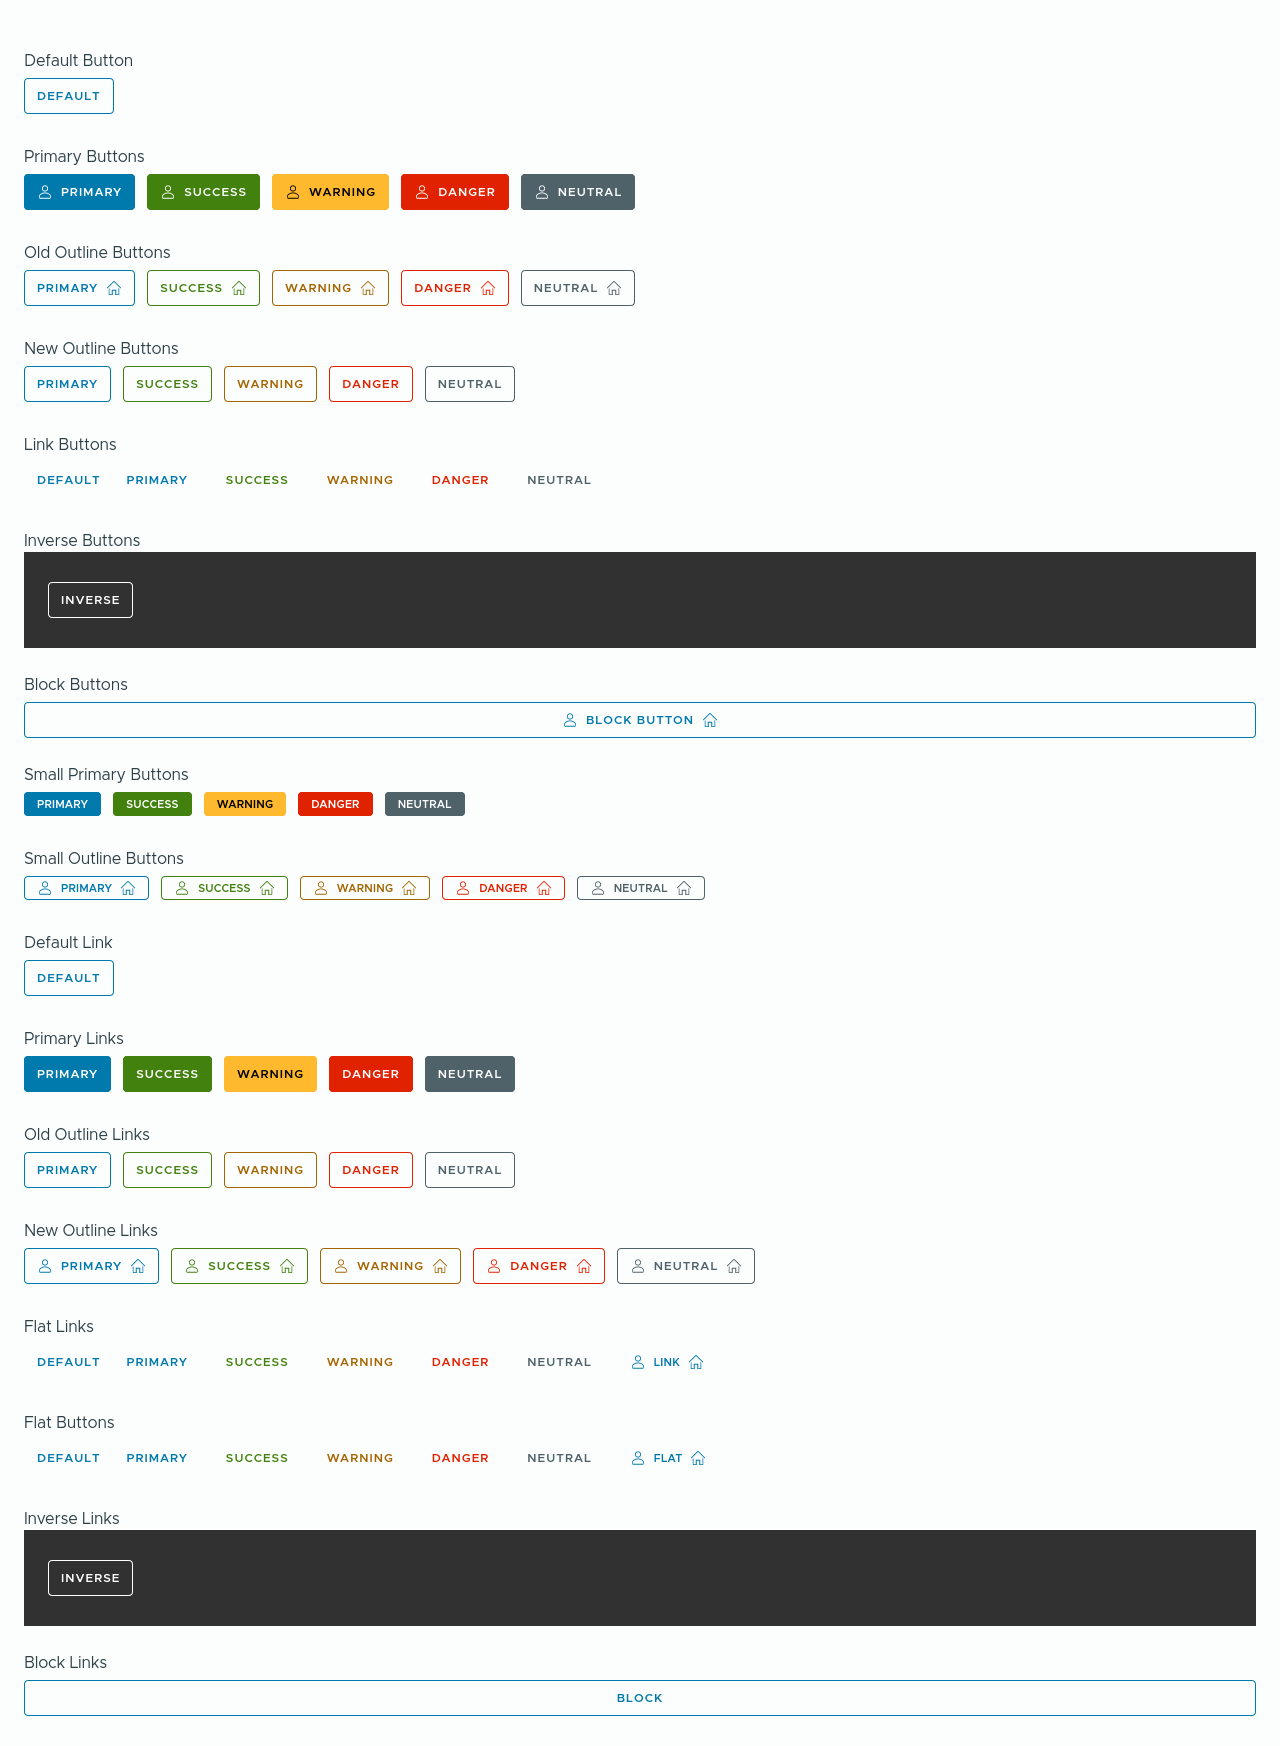 Default Button
DEFAULT
Primary Buttons
PRIMARY SUCCESS WARNING DANGER NEUTRAL
Old Outline Buttons
PRIMARY SUCCESS WARNING DANGER NEUTRAL
New Outline Buttons
PRIMARY SUCCESS WARNING DANGER NEUTRAL
Link Buttons
DEFAULT PRIMARY SUCCESS WARNING DANGER NEUTRAL
Inverse Buttons
INVERSE
Block Buttons
BLOCK BUTTON
Small Primary Buttons
PRIMARY SUCCESS WARNING DANGER NEUTRAL
Small Outline Buttons
PRIMARY SUCCESS WARNING DANGER NEUTRAL
Default Link
DEFAULT
Primary Links
PRIMARY SUCCESS WARNING DANGER NEUTRAL
Old Outline Links
PRIMARY SUCCESS WARNING DANGER NEUTRAL
New Outline Links
PRIMARY SUCCESS WARNING DANGER NEUTRAL
Flat Links
DEFAULT PRIMARY SUCCESS WARNING DANGER NEUTRAL LINK
Flat Buttons
DEFAULT PRIMARY SUCCESS WARNING DANGER NEUTRAL FLAT
Inverse Links
INVERSE
Block Links
BLOCK